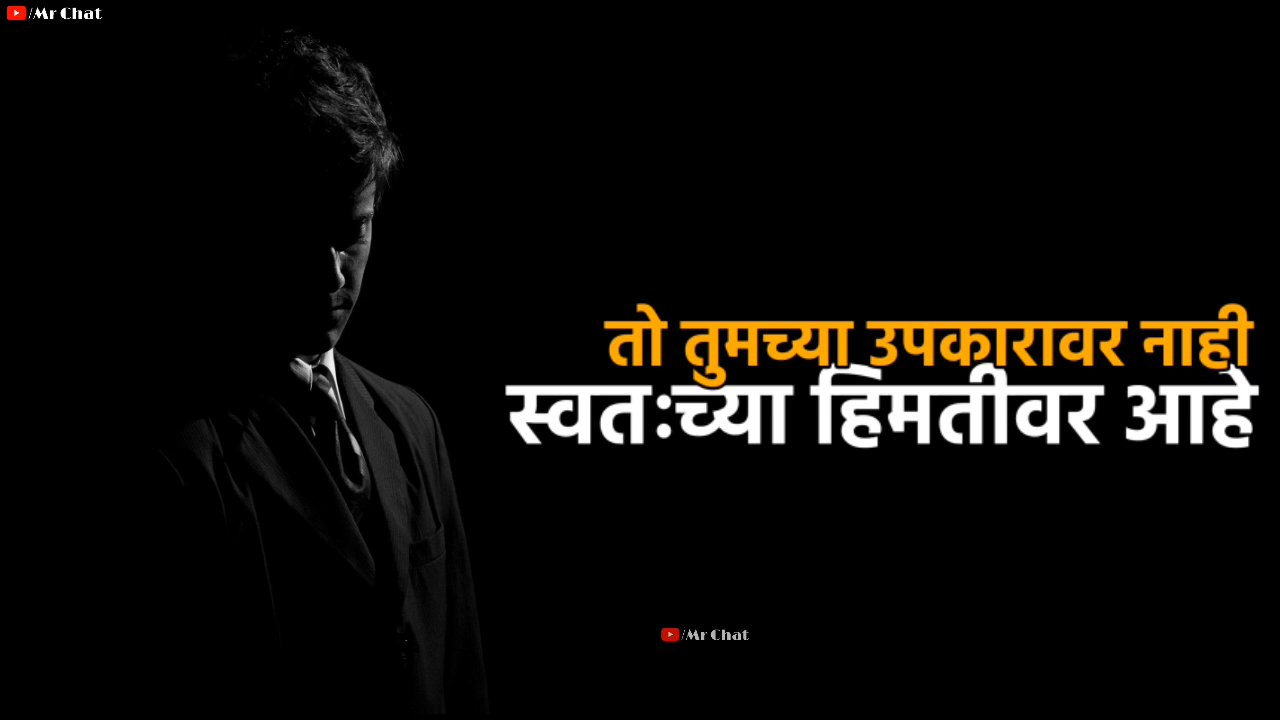 /Mr Chat
तो तुमच्या उपकारावर नाही
स्वतःच्या हिमतीवर आहे
/Mr Chat